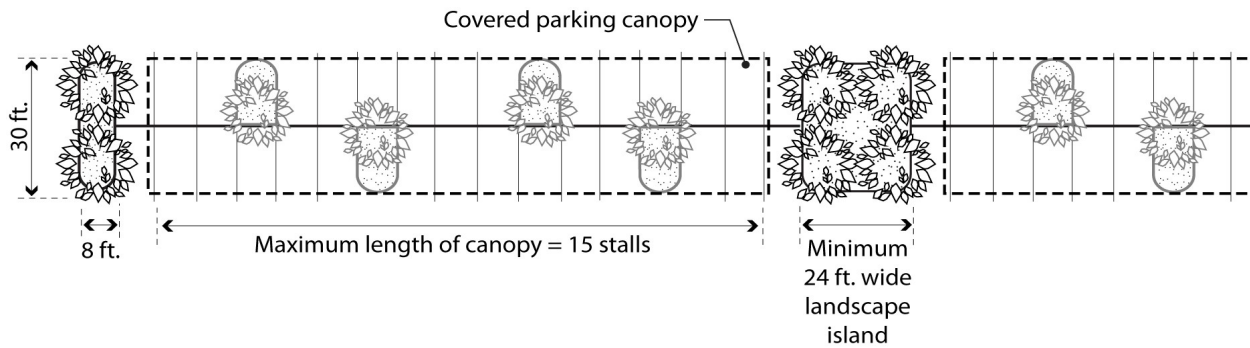 Covered parking canopy
30 ft.
8 ft.
Maximum length of canopy = 15 stalls
Minimum
24 ft. wide
landscape
island